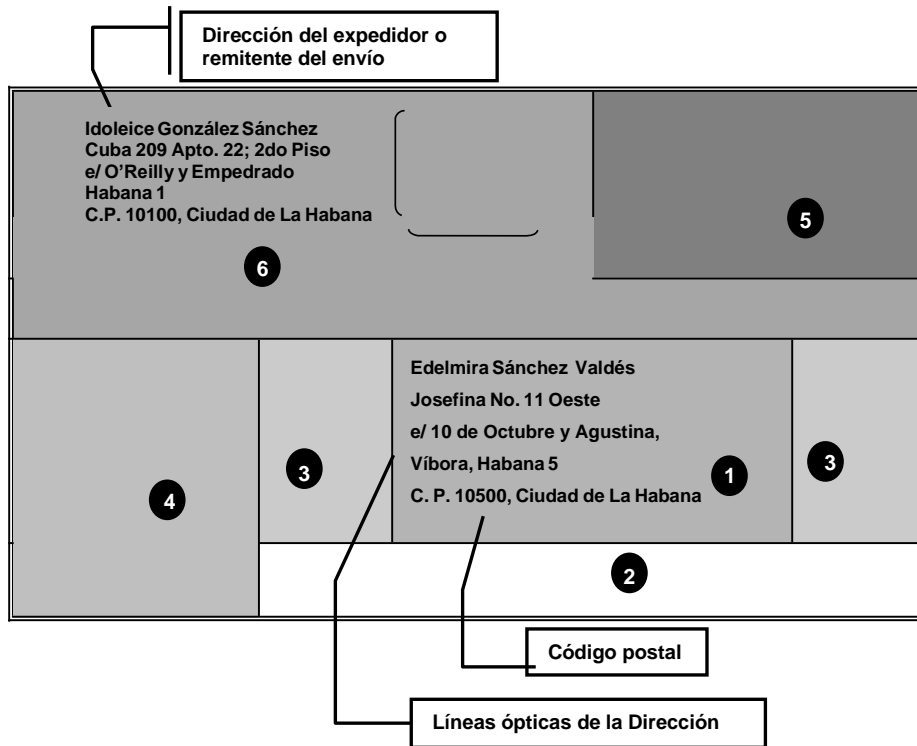 Dirección del expedidor o
remitente del envío
Idoleice González Sánchez
Cuba 209 Apto. 22; 2do Piso
e/ O’Reilly y Empedrado
Habana 1
C.P. 10100, Ciudad de La Habana
5
6
Edelmira Sánchez Valdés
Josefina No. 11 Oeste
e/ 10 de Octubre y Agustina,
Víbora, Habana 5
C. P. 10500, Ciudad de La Habana
1
3
3
4
2
Código postal
Líneas ópticas de la Dirección